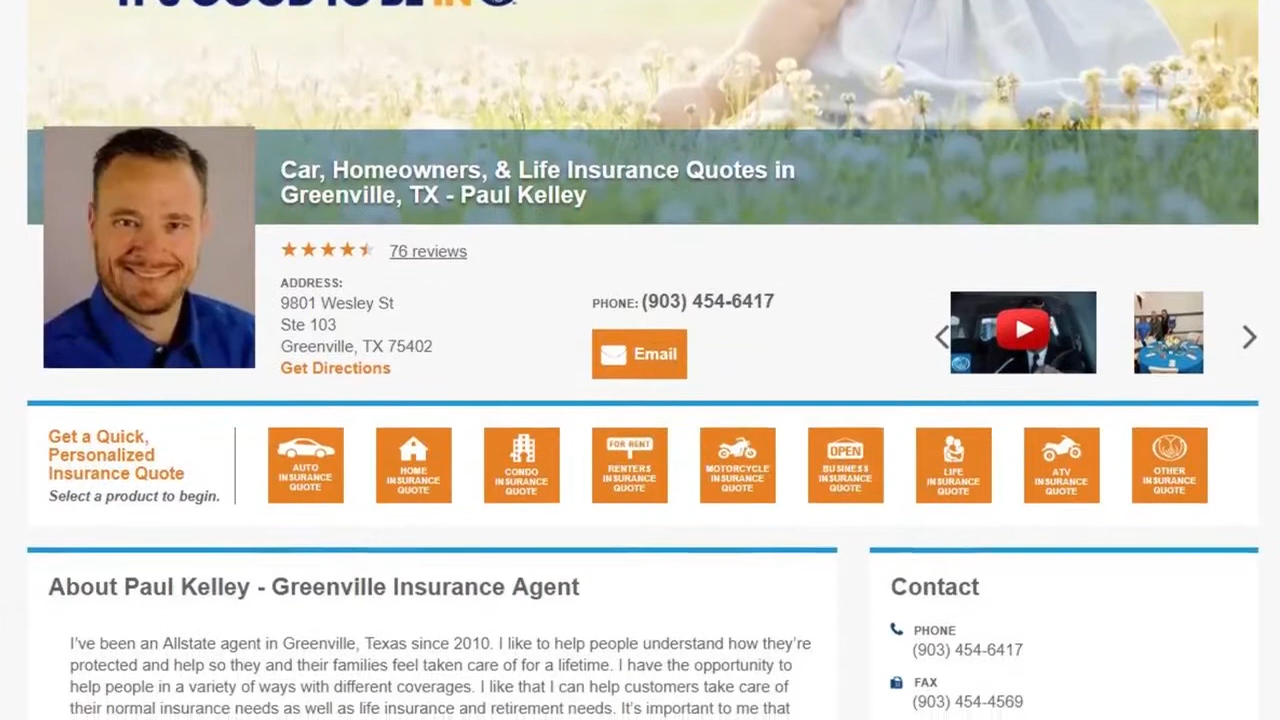 IT'S GOOD TO BE IN
Car, Homeowners, & Life Insurance Quotes in
Greenville, TX - Paul Kelley
76 reviews
ADDRESS:
9801 Wesley St
Ste 103
Greenville, TX 75402
Get Directions
PHONE: (903) 454-6417
Email
Get a Quick,
Personalized
Insurance Quote
Select a product to begin.
AUTO
INSURANCE
QUOTE
HOME
INSURANCE
QUOTE
CONDO
INSURANCE
QUOTE
FOR RENT
RENTERS
INSURANCE
QUOTE
MOTORCYCLE
INSURANCE
QUOTE
OPEN
BUSINESS
INSURANCE
QUOTE
LIFE
INSURANCE
QUOTE
ATV
INSURANCE
QUOTE
OTHER
INSURANCE
QUOTE
About Paul Kelley - Greenville Insurance Agent
I've been an Allstate agent in Greenville, Texas since 2010. I like to help people understand how they're
protected and help so they and their families feel taken care of for a lifetime. I have the opportunity to
help people in a variety of ways with different coverages. I like that I can help customers take care of
their normal insurance needs as well as life insurance and retirement needs. It's important to me that
Contact
PHONE
(903) 454-6417
FAX
(903) 454-4569